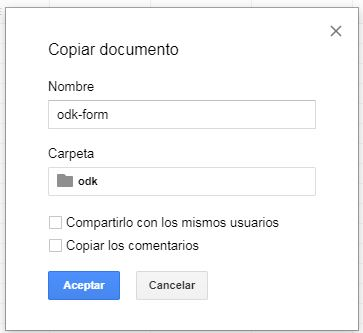 Copiar documento
Nombre
odk-form
Carpeta
odk
Compartirlo con los mismos usuarios
Copiar los comentarios
Aceptar Cancelar